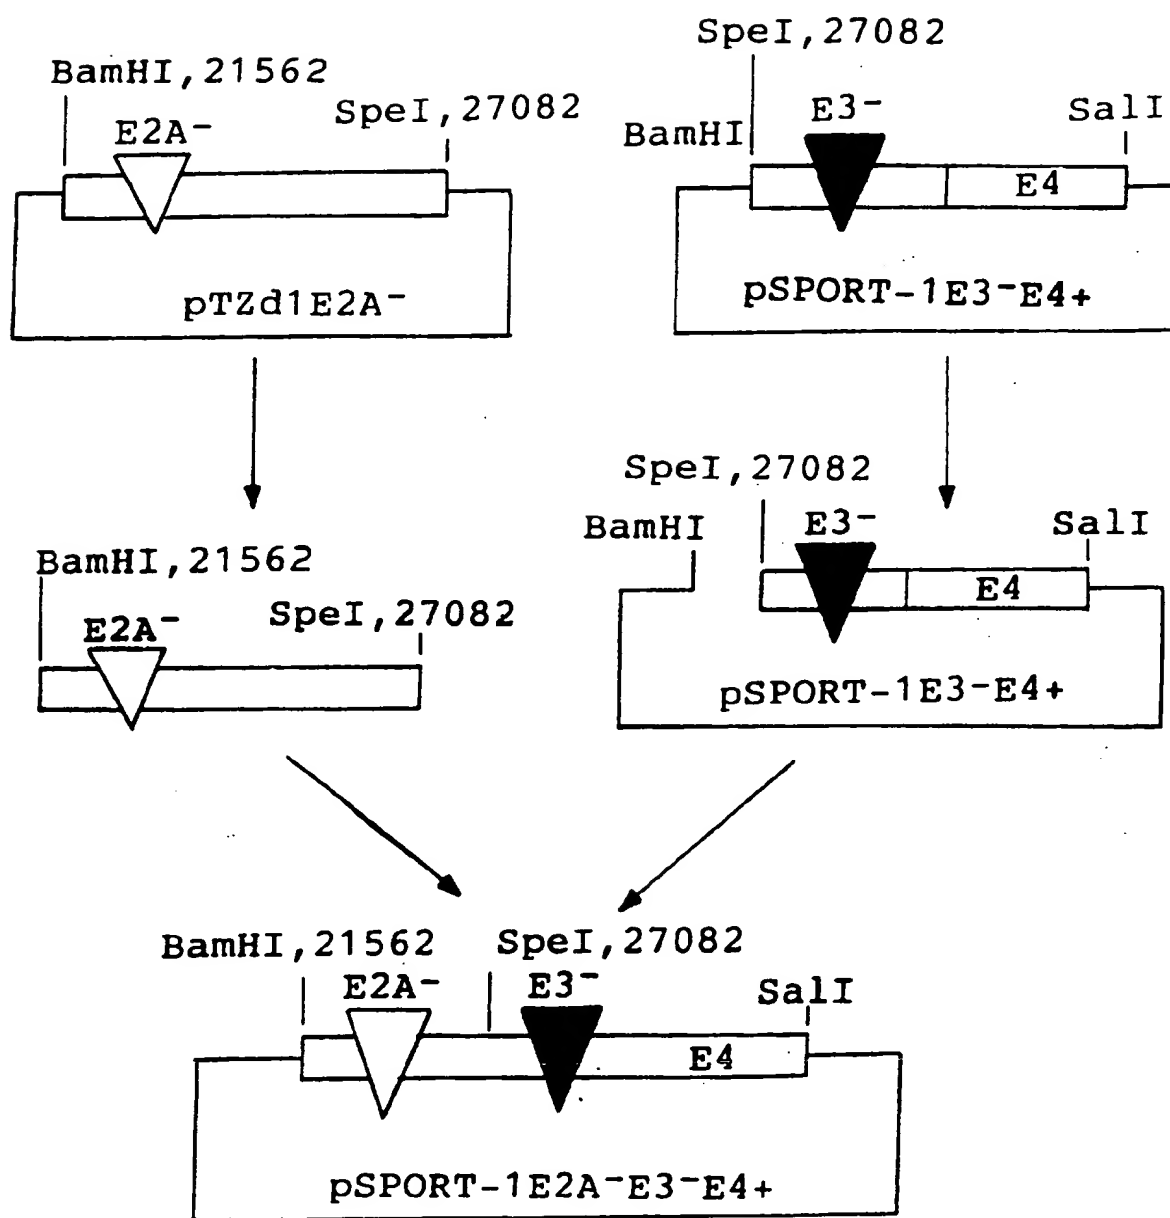 SpeI,27082
BamHI,21562
SpeI,27082
E2A-
E3-
SalI
BamHI
E4
pTZd1E2A-
pSPORT-1E3-E4+
SpeI,27082
BamHI
E3-
SalI
BamHI,21562
E4
SpeI,27082
E2A-
pSPORT-1E3-E4+
BamHI,21562
SpeI,27082
E2A-
E3-
SalI
E4
pSPORT-1E2A-E3-E4+